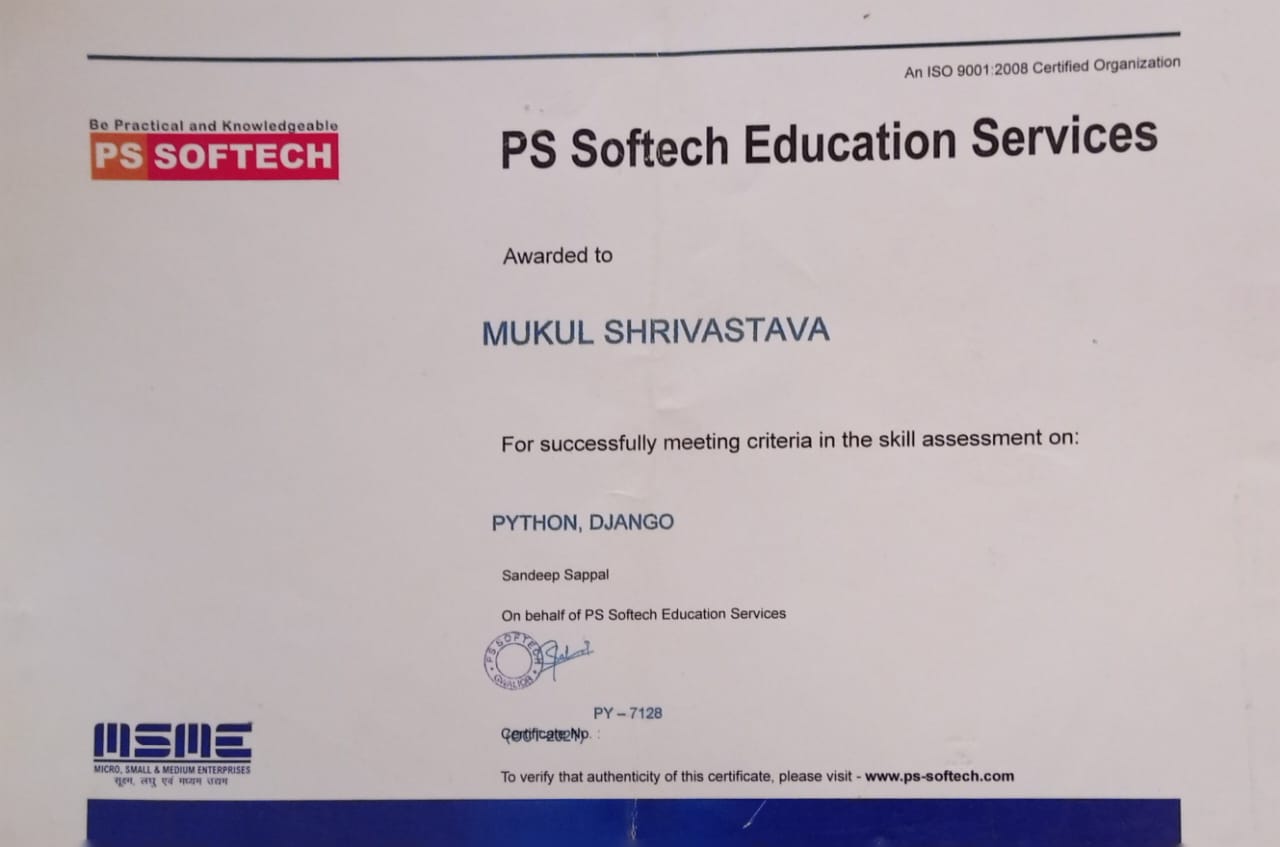 An ISO 9001:2008 Certified Organization
Be Practical and Knowledgeable
PS SOFTECH
PS Softech Education Services
Awarded to
MUKUL SHRIVASTAVA
For successfully meeting criteria in the skill assessment on:
PYTHON, DJANGO
Sandeep Sappal
On behalf of PS Softech Education Services
PS SOFTECH
GWALIOR
PY – 7128
Certificate No. :
To verify that authenticity of this certificate, please visit - www.ps-softech.com
MSME
MICRO, SMALL & MEDIUM ENTERPRISES
सूक्ष्म, लघु एवं मध्यम उद्यम